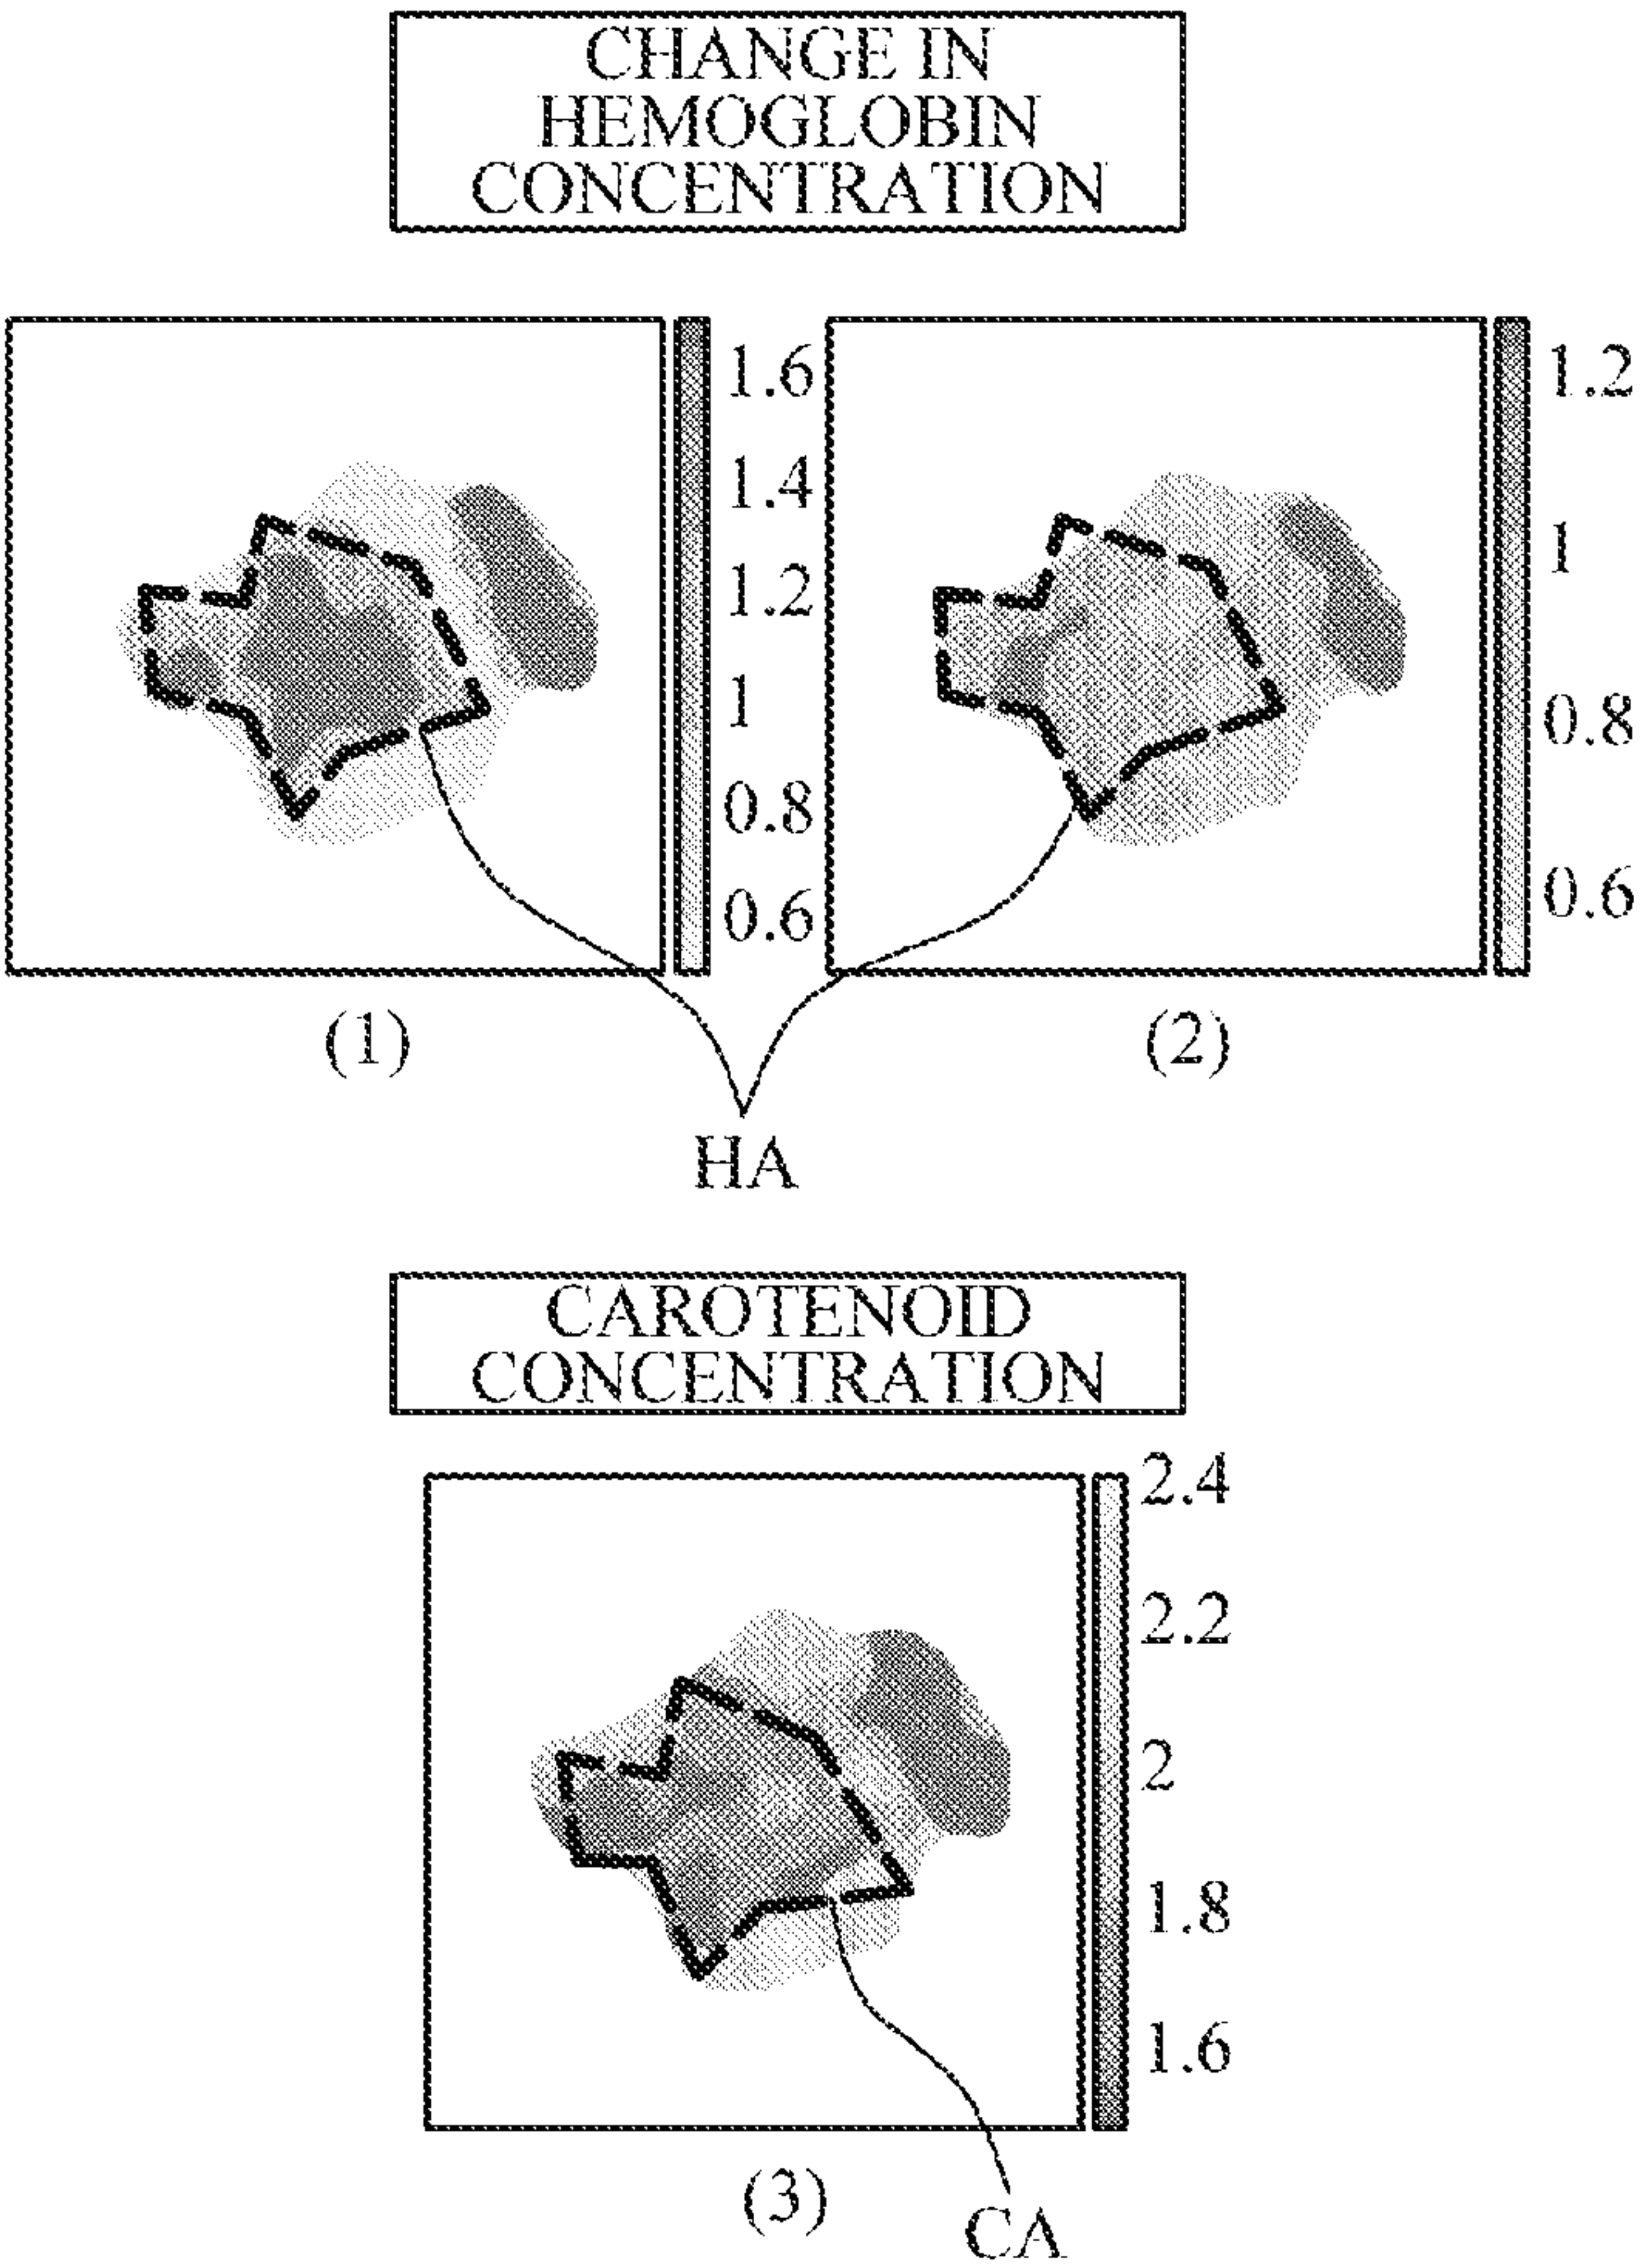 CHANGE IN
HEMOGLOBIN
CONCENTRATION
1.6
1.4
1.2
1
0.8
0.6
1.2
1
0.8
0.6
(1)
(2)
HA
CAROTENOID
CONCENTRATION
2.4
2.2
2
1.8
1.6
(3)
CA